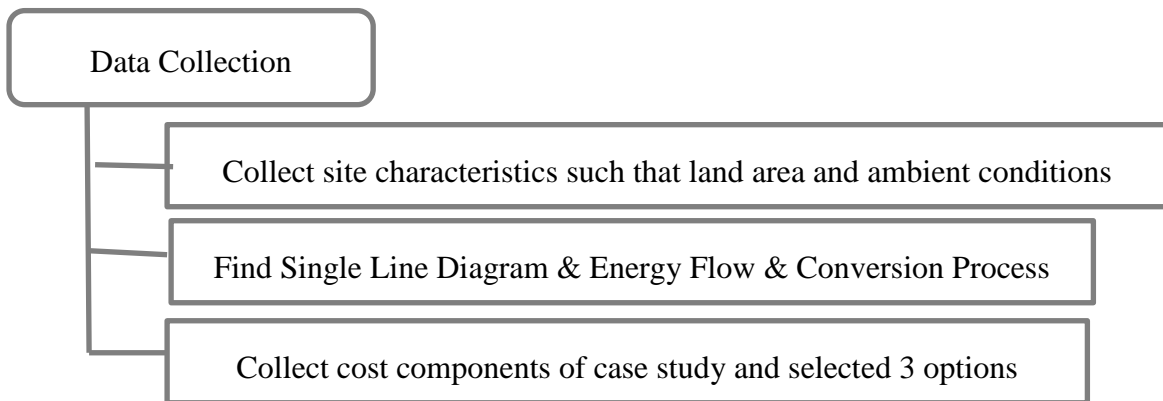 Data Collection
Collect site characteristics such that land area and ambient conditions
Find Single Line Diagram & Energy Flow & Conversion Process
Collect cost components of case study and selected 3 options